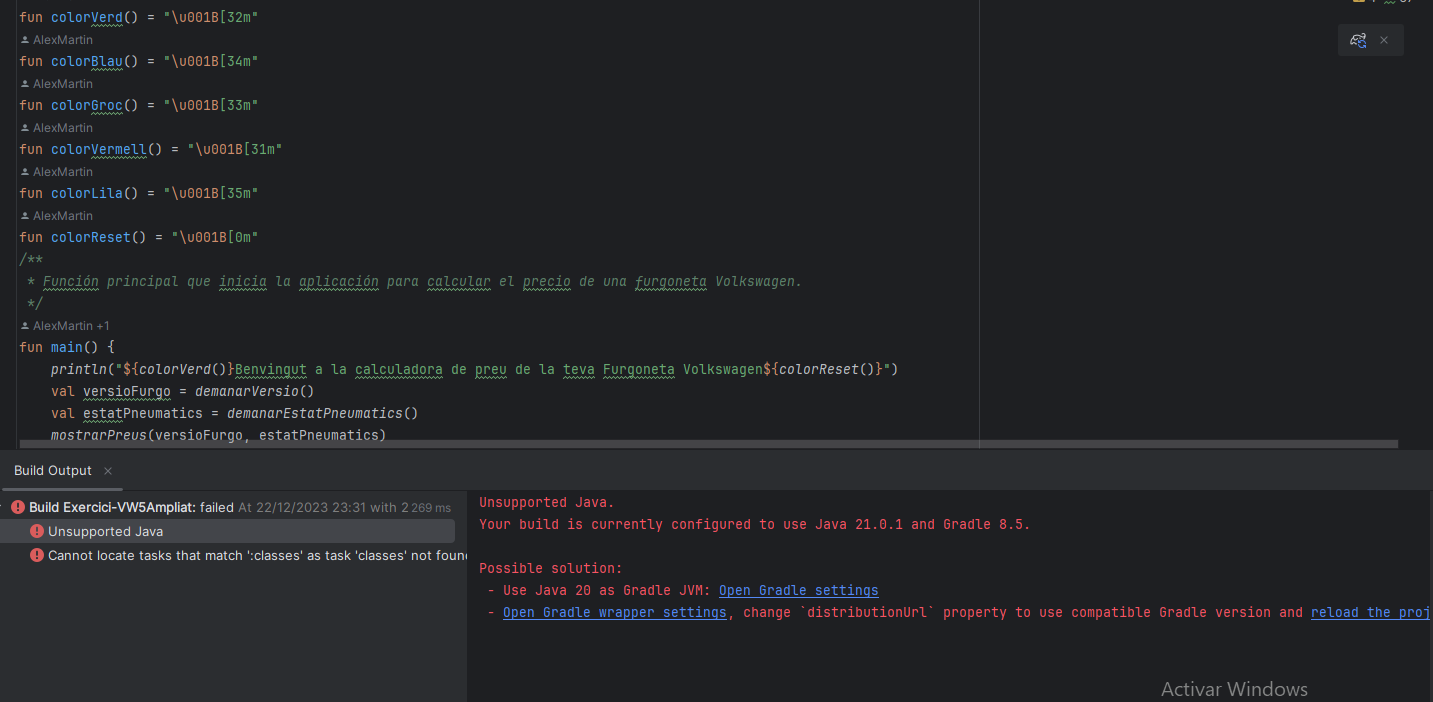 fun colorVerd() = "\u001B[32m"
AlexMartin
fun colorBlau() = "\u001B[34m"
AlexMartin
fun colorGroc() = "\u001B[33m"
AlexMartin
fun colorVermell() = "\u001B[31m"
AlexMartin
fun colorLila() = "\u001B[35m"
AlexMartin
fun colorReset() = "\u001B[0m"
/**
 * Función principal que inicia la aplicación para calcular el precio de una furgoneta Volkswagen.
 */
AlexMartin +1
fun main() {
    println("${colorVerd()}Benvingut a la calculadora de preu de la teva Furgoneta Volkswagen${colorReset()}")
    val versioFurgo = demanarVersio()
    val estatPneumatics = demanarEstatPneumatics()
    mostrarPreus(versioFurgo, estatPneumatics)
Build Output
Build Exercici-VW5Ampliat: failed At 22/12/2023 23:31 with 2 269 ms
Unsupported Java
Cannot locate tasks that match ':classes' as task 'classes' not foun
Unsupported Java.
Your build is currently configured to use Java 21.0.1 and Gradle 8.5.
Possible solution:
 - Use Java 20 as Gradle JVM: Open Gradle settings
 - Open Gradle wrapper settings, change `distributionUrl` property to use compatible Gradle version and reload the proj
Activar Windows